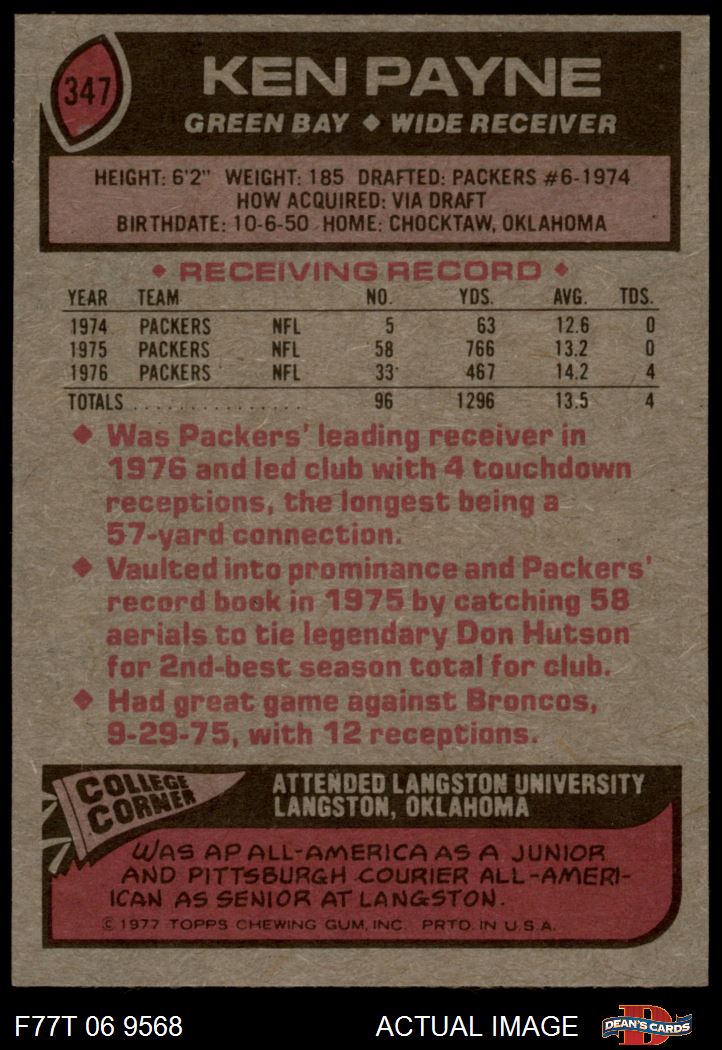 347
KEN PAYNE
GREEN BAY ◆ WIDE RECEIVER
HEIGHT: 6'2" WEIGHT: 185 DRAFTED: PACKERS #6-1974
HOW ACQUIRED: VIA DRAFT
BIRTHDATE: 10-6-50 HOME: CHOCKTAW, OKLAHOMA
◆ RECEIVING RECORD ◆
YEAR TEAM NO. YDS. AVG. TDS.
1974 PACKERS NFL 5 63 12.6 0
1975 PACKERS NFL 58 766 13.2 0
1976 PACKERS NFL 33 467 14.2 4
TOTALS . . . . . . . . . . . . . . . . 96 1296 13.5 4
◆ Was Packers' leading receiver in
1976 and led club with 4 touchdown
receptions, the longest being a
57-yard connection.
◆ Vaulted into prominance and Packers'
record book in 1975 by catching 58
aerials to tie legendary Don Hutson
for 2nd-best season total for club.
◆ Had great game against Broncos,
9-29-75, with 12 receptions.
COLLEGE
CORNER
ATTENDED LANGSTON UNIVERSITY
LANGSTON, OKLAHOMA
WAS AP ALL-AMERICA AS A JUNIOR
AND PITTSBURGH COURIER ALL-AMERI-
ICAN AS SENIOR AT LANGSTON.
© 1977 TOPPS CHEWING GUM, INC. PRTD. IN U.S.A.
F77T 06 9568 ACTUAL IMAGE
D
DEAN'S CARDS